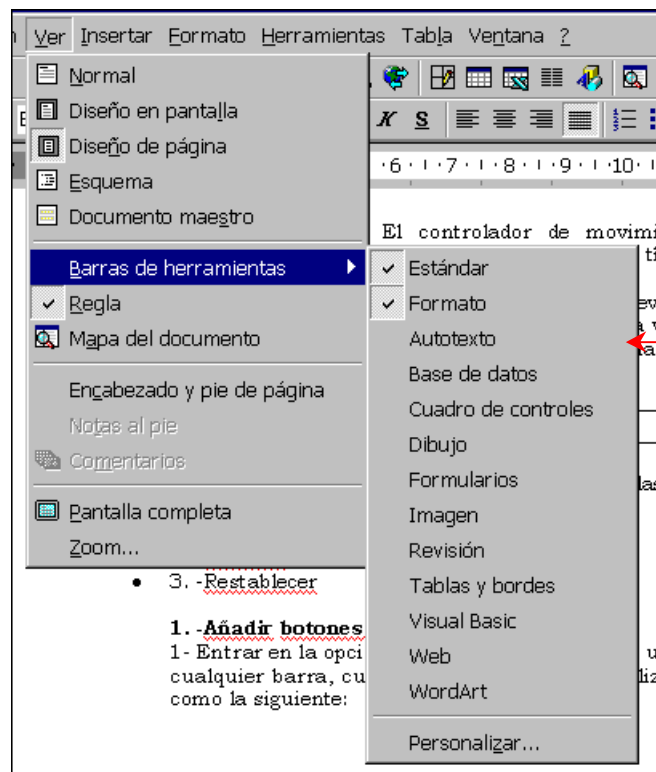 Ver Insertar Formato Herramientas Tabla Ventana ?
Normal
Diseño en pantalla
Diseño de página
Esquema
Documento maestro
Barras de herramientas
Regla
Mapa del documento
Encabezado y pie de página
Notas al pie
Comentarios
Pantalla completa
Zoom...
K S
·6·ı·7·ı·8·ı·9·ı·10·ı
El controlador de movimi
Estándar
Formato
Autotexto
Base de datos
Cuadro de controles
Dibujo
Formularios
Imagen
Revisión
Tablas y bordes
Visual Basic
Web
WordArt
Personalizar...
• 3. -Restablecer
1. -Añadir botones
1- Entrar en la opci
cualquier barra, cu
como la siguiente: